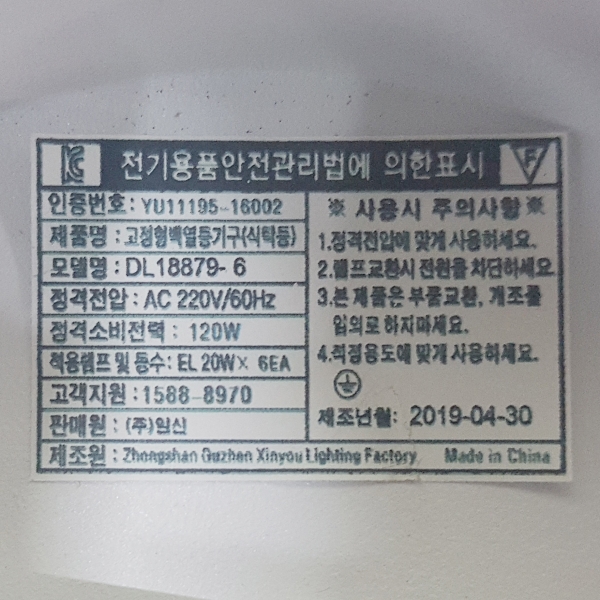 전기용품안전관리법에 의한표시
인증번호: YU11195-16002
제품명 : 고정형백열등기구(식탁등)
모델명 : DL18879- 6
정격전압 : AC 220V/60Hz
정격소비전력 : 120W
적용램프 및 등수: EL 20W× 6EA
고객지원 : 1588-8970
판매원 : (주)일신
※ 사용시 주의사항 ※
1.정격전압에 맞게 사용하세요.
2.램프교환시 전원을 차단하세요.
3.본 제품은 부품교환, 개조를
임의로 하지마세요.
4.적정용도에 맞게 사용하세요.
제조년월: 2019-04-30
제조원 : Zhongshan Guzhen Xinyou Lighting Factory Made in China